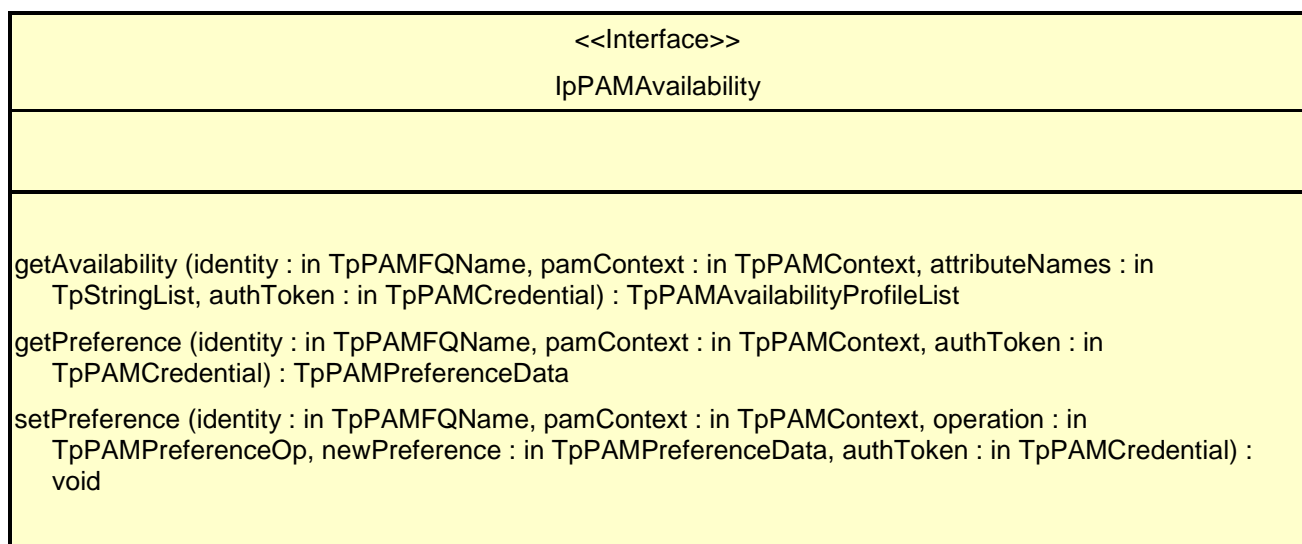 <<Interface>>
IpPAMAvailability
getAvailability (identity : in TpPAMFQName, pamContext : in TpPAMContext, attributeNames : in
TpStringList, authToken : in TpPAMCredential) : TpPAMAvailabilityProfileList
getPreference (identity : in TpPAMFQName, pamContext : in TpPAMContext, authToken : in
TpPAMCredential) : TpPAMPreferenceData
setPreference (identity : in TpPAMFQName, pamContext : in TpPAMContext, operation : in
TpPAMPreferenceOp, newPreference : in TpPAMPreferenceData, authToken : in TpPAMCredential) :
void